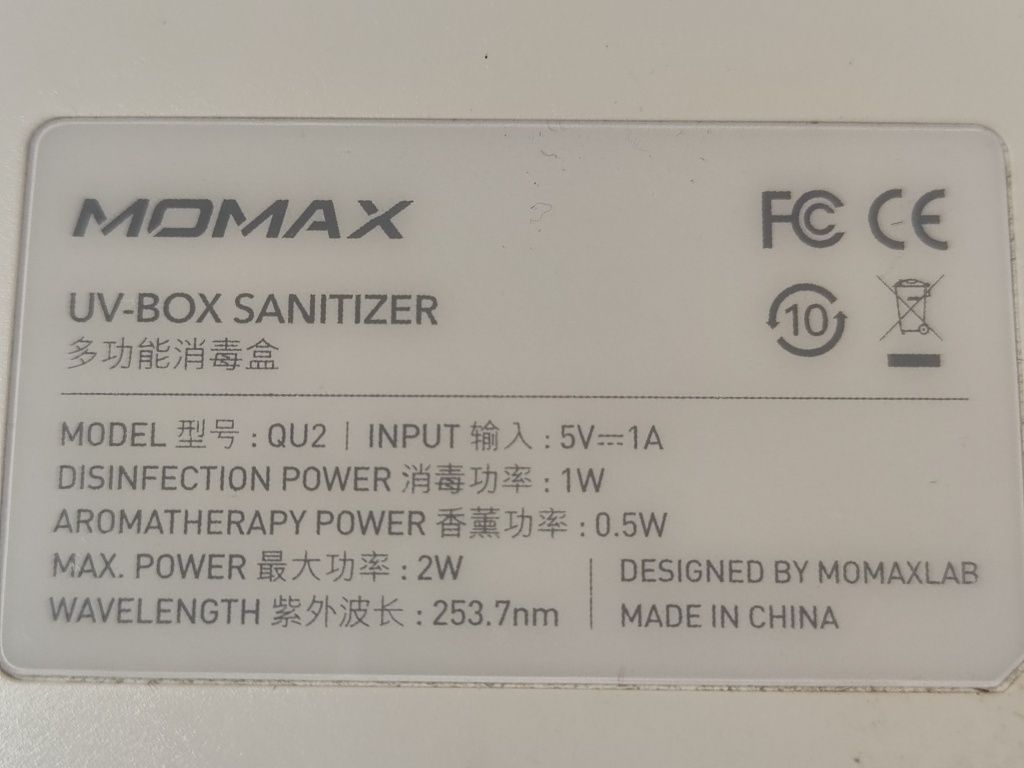 MOMAX
FC CE
UV-BOX SANITIZER
多功能消毒盒
10
MODEL 型号 : QU2 | INPUT 输入 : 5V⎓1A
DISINFECTION POWER 消毒功率 : 1W
AROMATHERAPY POWER 香薰功率 : 0.5W
MAX. POWER 最大功率 : 2W
WAVELENGTH 紫外波长 : 253.7nm
DESIGNED BY MOMAXLAB
MADE IN CHINA